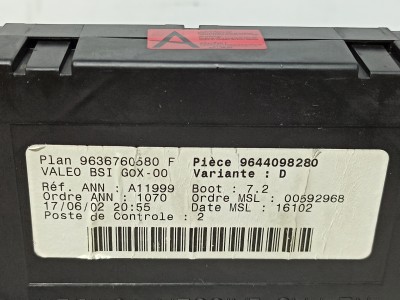 Plan 9636760580 F Pièce 9644098280
VALEO BSI G0X-00 Variante : D
Réf. ANN : A11999 Boot : 7.2
Ordre ANN : 1070 Ordre MSL : 00592968
17/06/02 20:55 Date MSL : 16102
Poste de Controle : 2